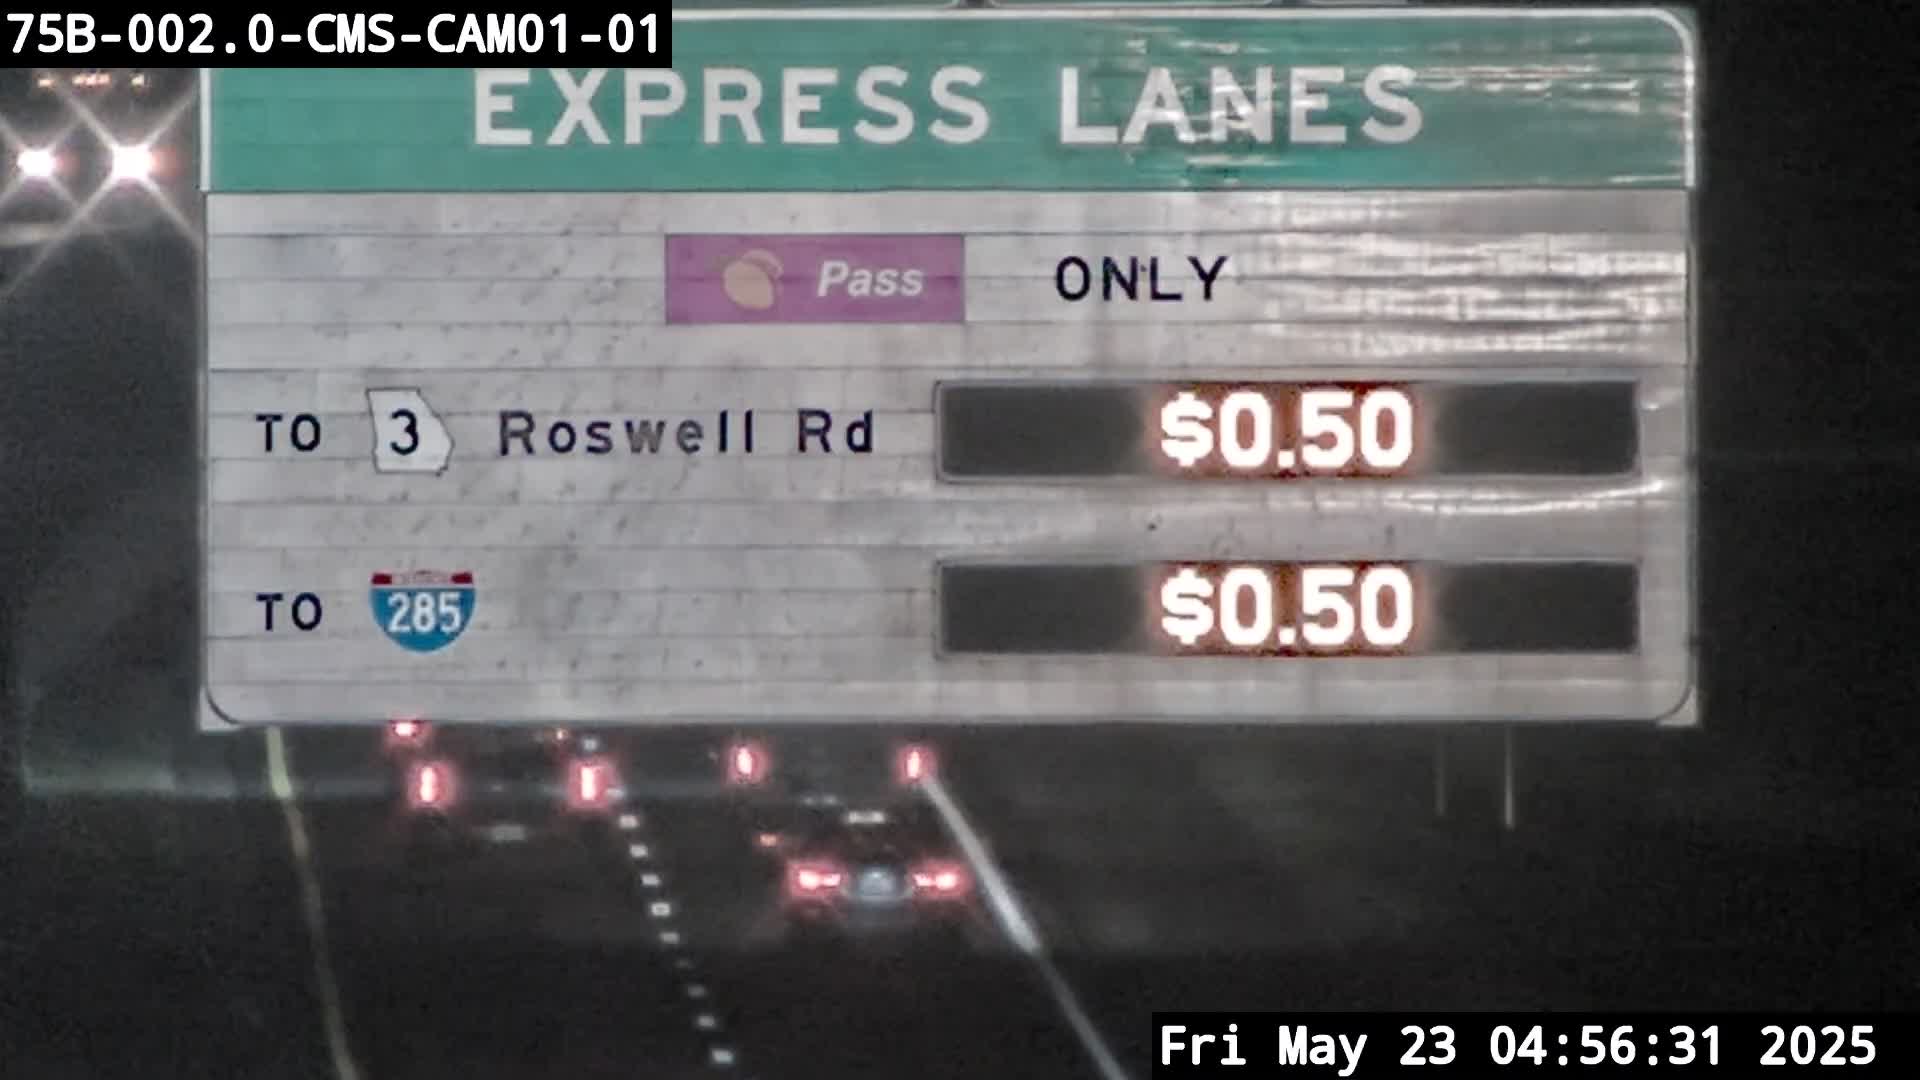 75B-002.0-CMS-CAM01-01
EXPRESS LANES
Pass ONLY
TO 3 Roswell Rd $0.50
TO 285 $0.50
Fri May 23 04:56:31 2025